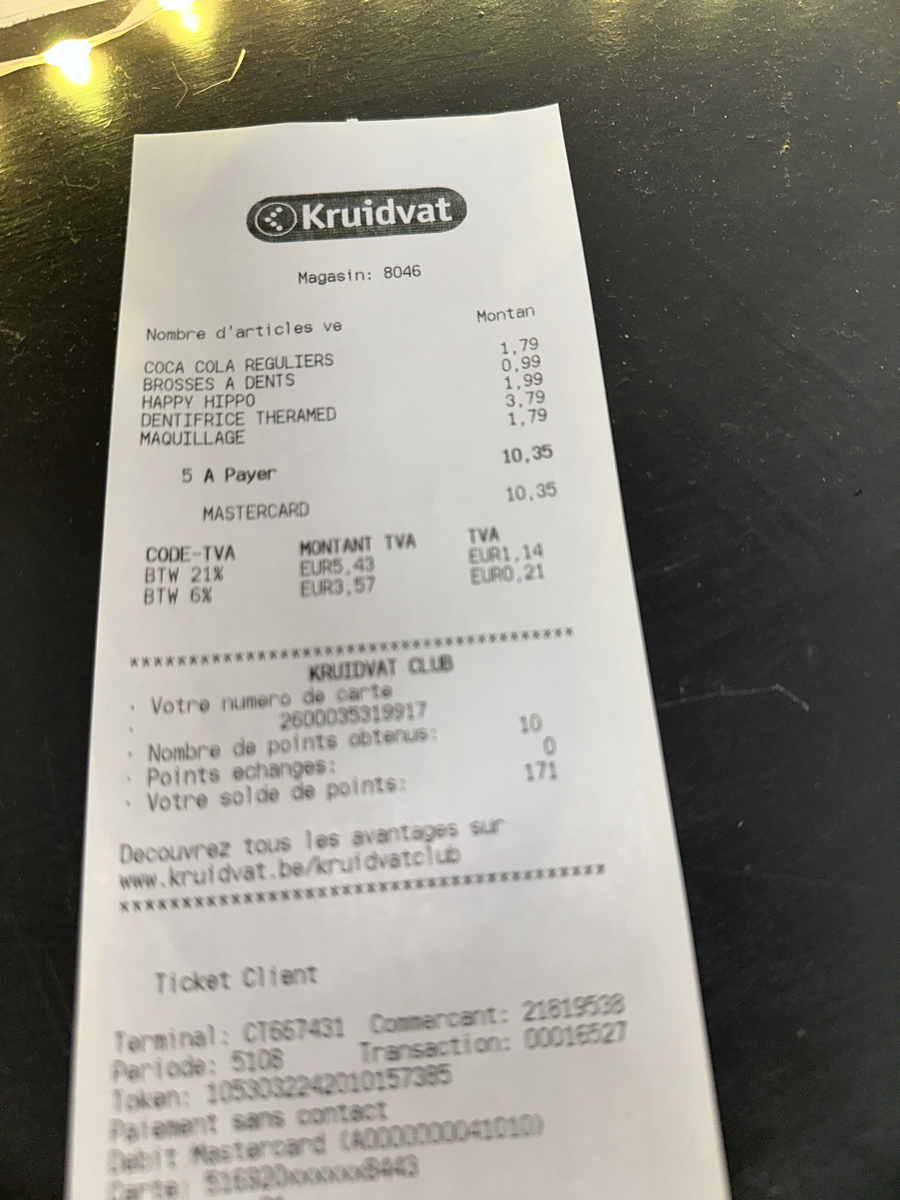 Kruidvat
Magasin: 8046
Nombre d'articles ve Montan
COCA COLA REGULIERS 1,79
BROSSES A DENTS 0,99
HAPPY HIPPO 1,99
DENTIFRICE THERAMED 3,79
MAQUILLAGE 1,79
5 A Payer 10,35
MASTERCARD 10,35
CODE-TVA MONTANT TVA TVA
BTW 21% EUR5,43 EUR1,14
BTW 6% EUR3,57 EUR0,21
****************************************
KRUIDVAT CLUB
· Votre numero de carte
· 2600035319917
· Nombre de points obtenus: 10
· Points echanges: 0
· Votre solde de points: 171
Decouvrez tous les avantages sur
www.kruidvat.be/kruidvatclub
****************************************
Ticket Client
Terminal: CT667431 Commercant: 21819538
Periode: 5108 Transaction: 00016527
Token: 1053032242010157385
Paiement sans contact
Debit Mastercard (A0000000041010)
Carte: 516820xxxxxx8443